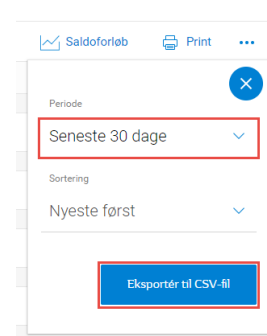 Saldoforløb Print
Periode
Seneste 30 dage
Sortering
Nyeste først
Eksportér til CSV-fil